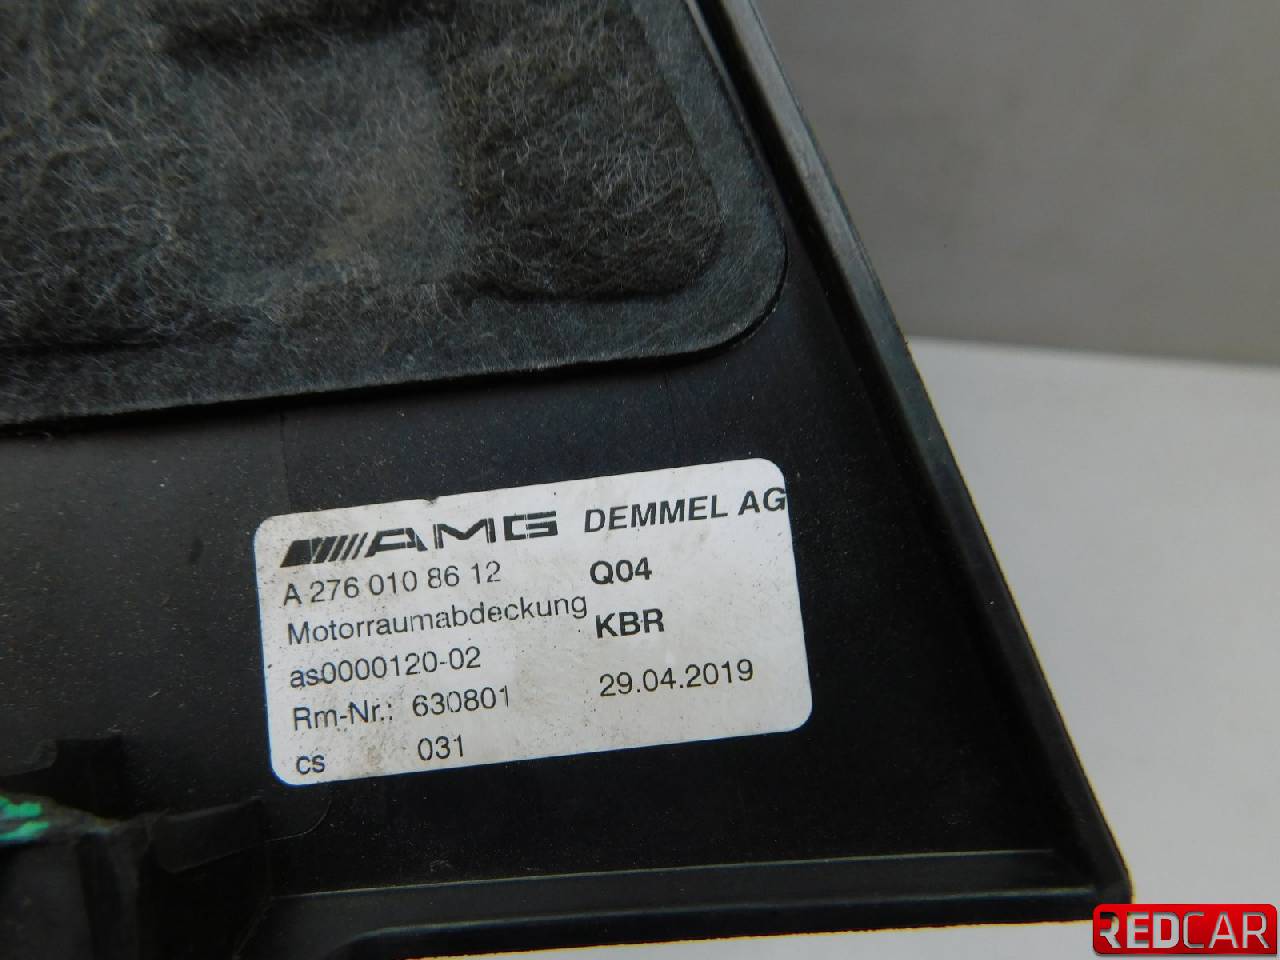 AMG DEMMEL AG
A 276 010 86 12 Q04
Motorraumabdeckung KBR
as0000120-02
Rm-Nr.: 630801 29.04.2019
cs 031
REDCAR